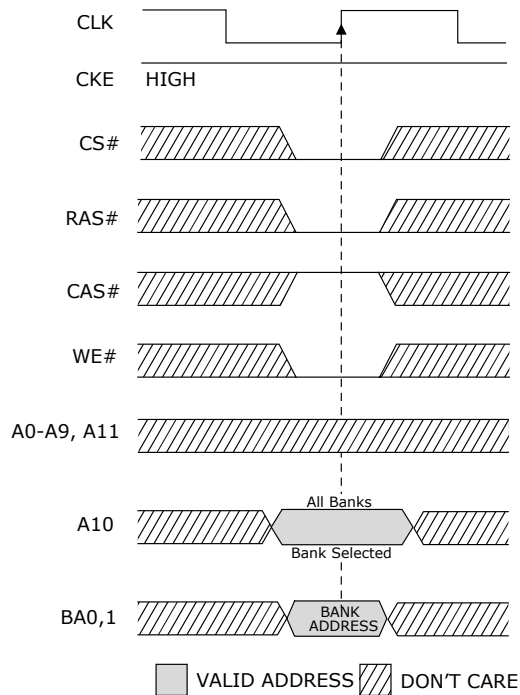 CLK
CKE HIGH
CS#
RAS#
CAS#
WE#
A0-A9, A11
All Banks
A10
Bank Selected
BA0,1
BANK
ADDRESS
VALID ADDRESS DON'T CARE